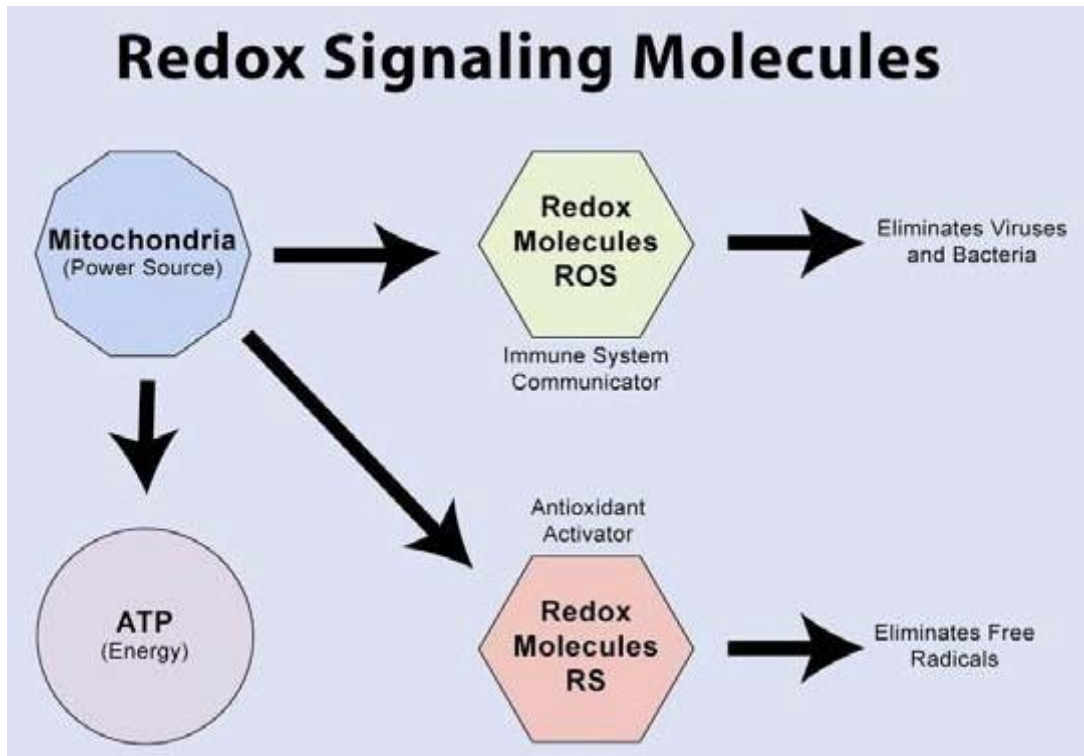 Redox Signaling Molecules
Mitochondria
(Power Source)
Redox
Molecules
ROS
Immune System
Communicator
Eliminates Viruses
and Bacteria
ATP
(Energy)
Antioxidant
Activator
Redox
Molecules
RS
Eliminates Free
Radicals